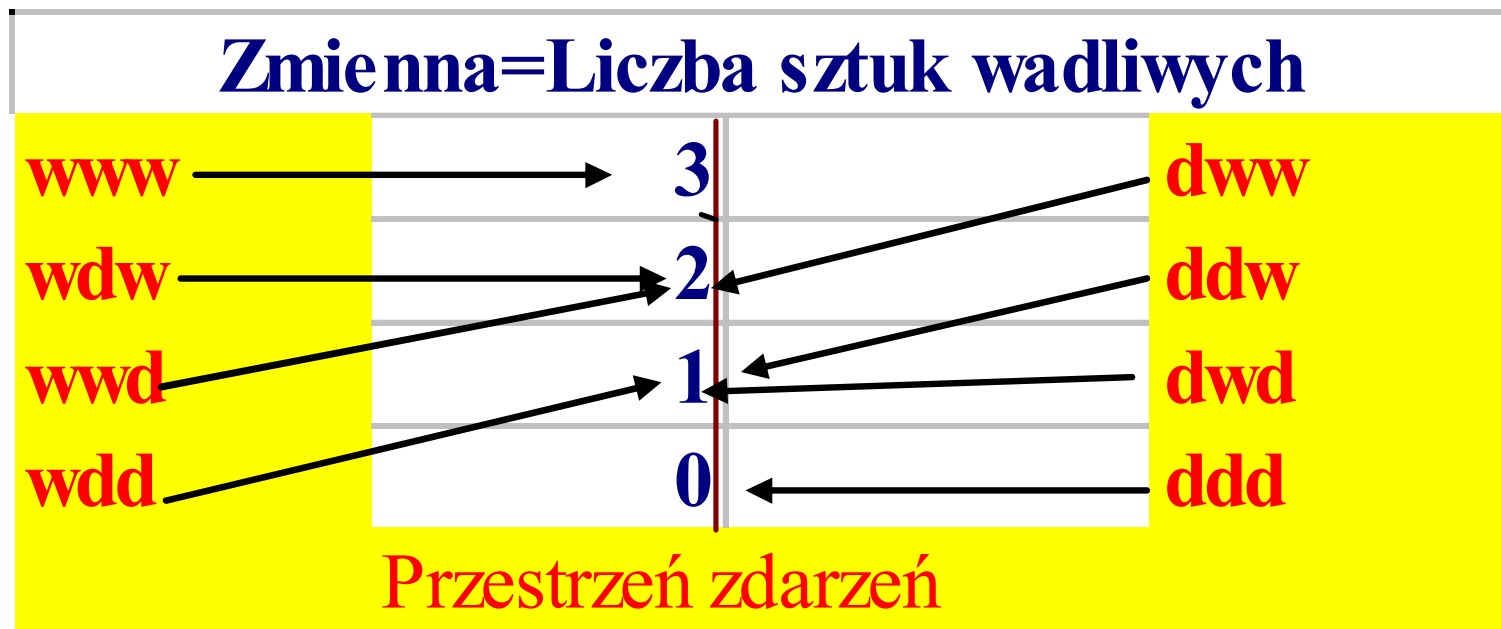 Zmienna=Liczba sztuk wadliwych
www 3 dww
wdw 2 ddw
wwd 1 dwd
wdd 0 ddd
Przestrzeń zdarzeń